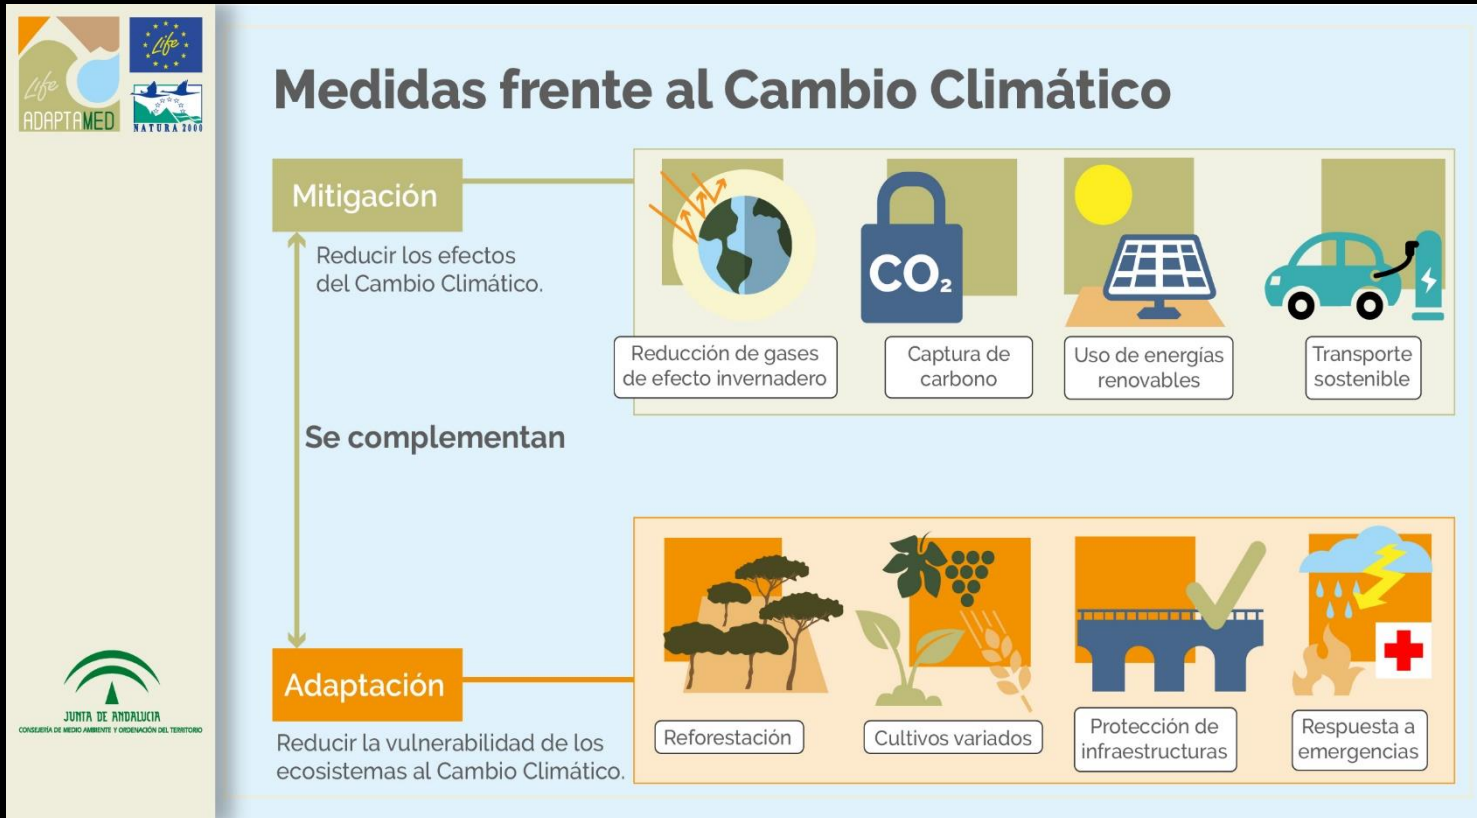 Life
ADAPTAMED
Life
NATURA 2000
Medidas frente al Cambio Climático
Mitigación
Reducir los efectos
del Cambio Climático.
CO₂
Reducción de gases
de efecto invernadero
Captura de
carbono
Uso de energías
renovables
Transporte
sostenible
Se complementan
Adaptación
Reducir la vulnerabilidad de los
ecosistemas al Cambio Climático.
Reforestación
Cultivos variados
Protección de
infraestructuras
Respuesta a
emergencias
JUNTA DE ANDALUCIA
CONSEJERÍA DE MEDIO AMBIENTE Y ORDENACIÓN DEL TERRITORIO